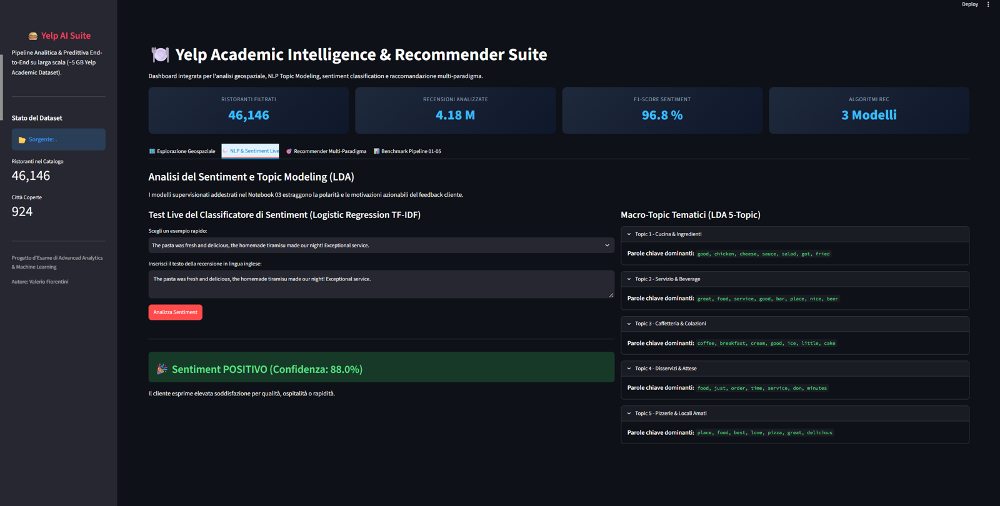 Deploy
Yelp AI Suite
Pipeline Analitica & Predittiva End-
to-End su larga scala (~5 GB Yelp
Academic Dataset).
Stato del Dataset
Sorgente: .
Ristoranti nel Catalogo
46,146
Città Coperte
924
Progetto d'Esame di Advanced Analytics
& Machine Learning
Autore: Valerio Fiorentini
Yelp Academic Intelligence & Recommender Suite
Dashboard integrata per l'analisi geospaziale, NLP Topic Modeling, sentiment classification e raccomandazione multi-paradigma.
RISTORANTI FILTRATI
46,146
RECENSIONI ANALIZZATE
4.18 M
F1-SCORE SENTIMENT
96.8 %
ALGORITMI REC
3 Modelli
Esplorazione Geospaziale
NLP & Sentiment Live
Recommender Multi-Paradigma
Benchmark Pipeline 01-05
Analisi del Sentiment e Topic Modeling (LDA)
I modelli supervisionati addestrati nel Notebook 03 estraggono la polarità e le motivazioni azionabili del feedback cliente.
Test Live del Classificatore di Sentiment (Logistic Regression TF-IDF)
Scegli un esempio rapido:
The pasta was fresh and delicious, the homemade tiramisu made our night! Exceptional service.
Inserisci il testo della recensione in lingua inglese:
The pasta was fresh and delicious, the homemade tiramisu made our night! Exceptional service.
Analizza Sentiment
Sentiment POSITIVO (Confidenza: 88.0%)
Il cliente esprime elevata soddisfazione per qualità, ospitalità o rapidità.
Macro-Topic Tematici (LDA 5-Topic)
Topic 1 - Cucina & Ingredienti
Parole chiave dominanti: good, chicken, cheese, sauce, salad, got, fried
Topic 2 - Servizio & Beverage
Parole chiave dominanti: great, food, service, good, bar, place, nice, beer
Topic 3 - Caffetteria & Colazioni
Parole chiave dominanti: coffee, breakfast, cream, good, ice, little, cake
Topic 4 - Disservizi & Attese
Parole chiave dominanti: food, just, order, time, service, don, minutes
Topic 5 - Pizzerie & Locali Amati
Parole chiave dominanti: place, food, best, love, pizza, great, delicious